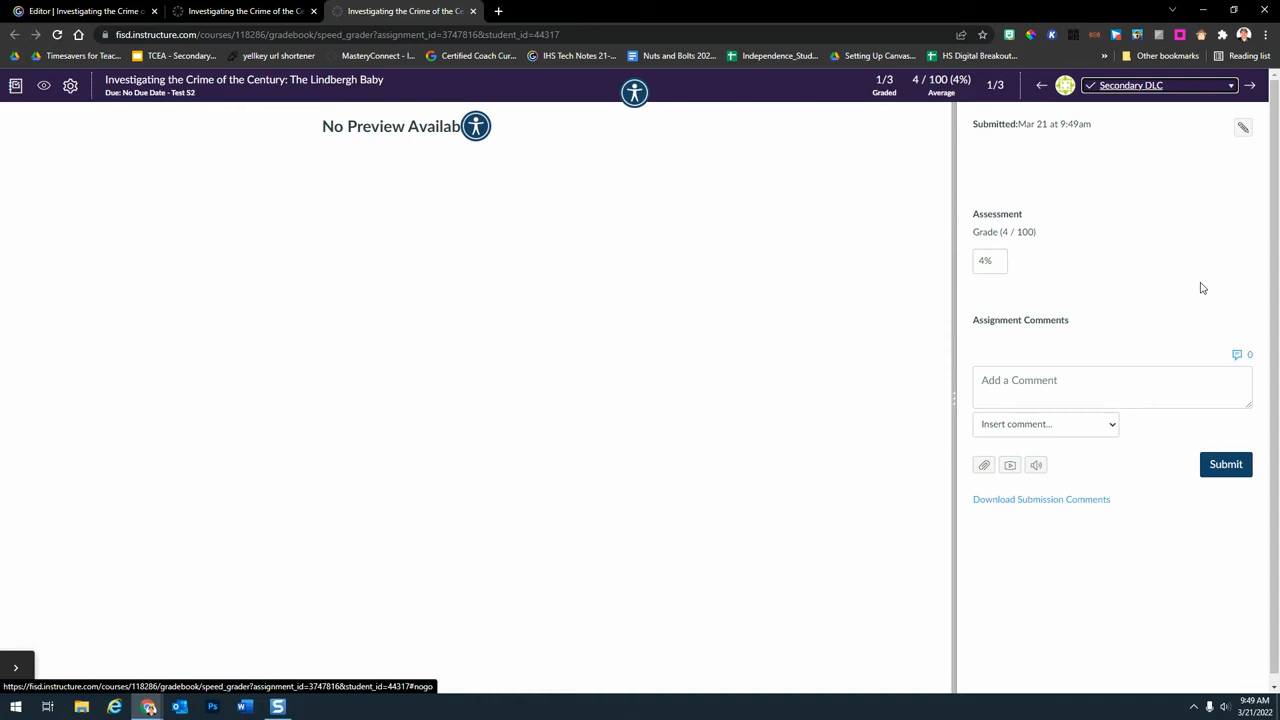 Editor | Investigating the Crime o
Investigating the Crime of the Ce
Investigating the Crime of the Ce
fisd.instructure.com/courses/118286/gradebook/speed_grader?assignment_id=3747816&student_id=44317
Timesavers for Teac...
TCEA - Secondary...
yellkey url shortener
MasteryConnect - I...
Certified Coach Cur...
IHS Tech Notes 21-...
Nuts and Bolts 202...
Independent_Stud...
Setting Up Canvas...
HS Digital Breakout...
»
Other bookmarks
Reading list
Investigating the Crime of the Century: The Lindbergh Baby
Due: No Due Date - Test S2
1/3
Graded
4 / 100 (4%)
Average
1/3
Secondary DLC
No Preview Availab
Submitted:Mar 21 at 9:49am
Assessment
Grade (4 / 100)
4%
Assignment Comments
0
Add a Comment
Insert comment...
Submit
Download Submission Comments
https://fisd.instructure.com/courses/118286/gradebook/speed_grader?assignment_id=3747816&student_id=44317#nogo
9:49 AM
3/21/2022